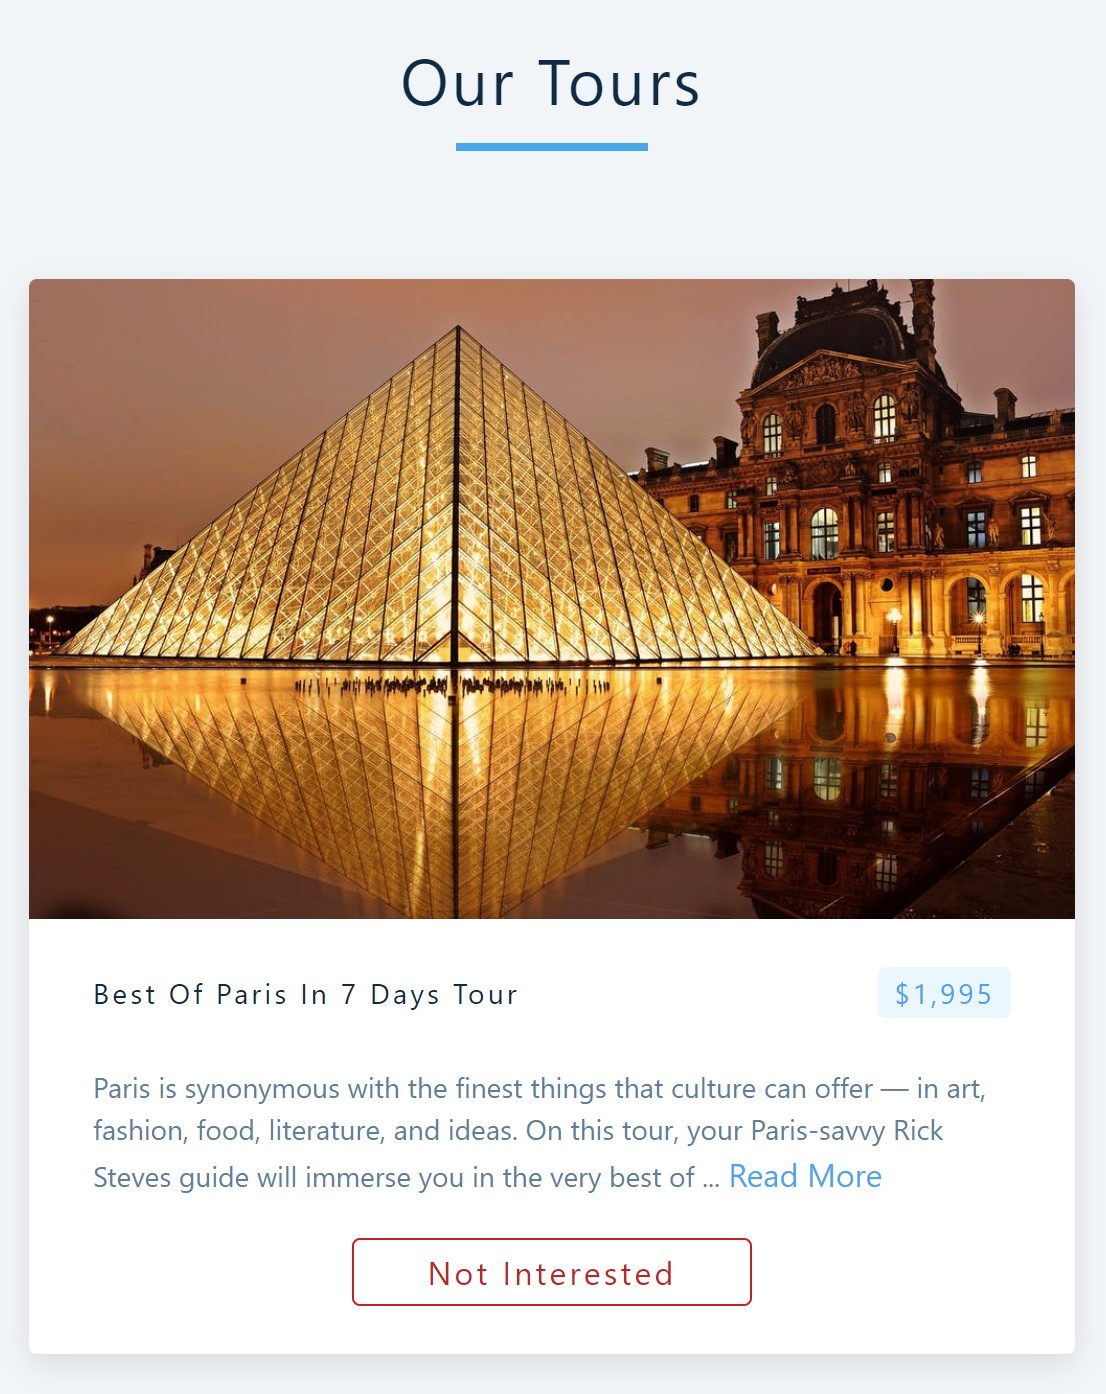 Our Tours
Best Of Paris In 7 Days Tour
$1,995
Paris is synonymous with the finest things that culture can offer — in art,
fashion, food, literature, and ideas. On this tour, your Paris-savvy Rick
Steves guide will immerse you in the very best of ... Read More
Not Interested